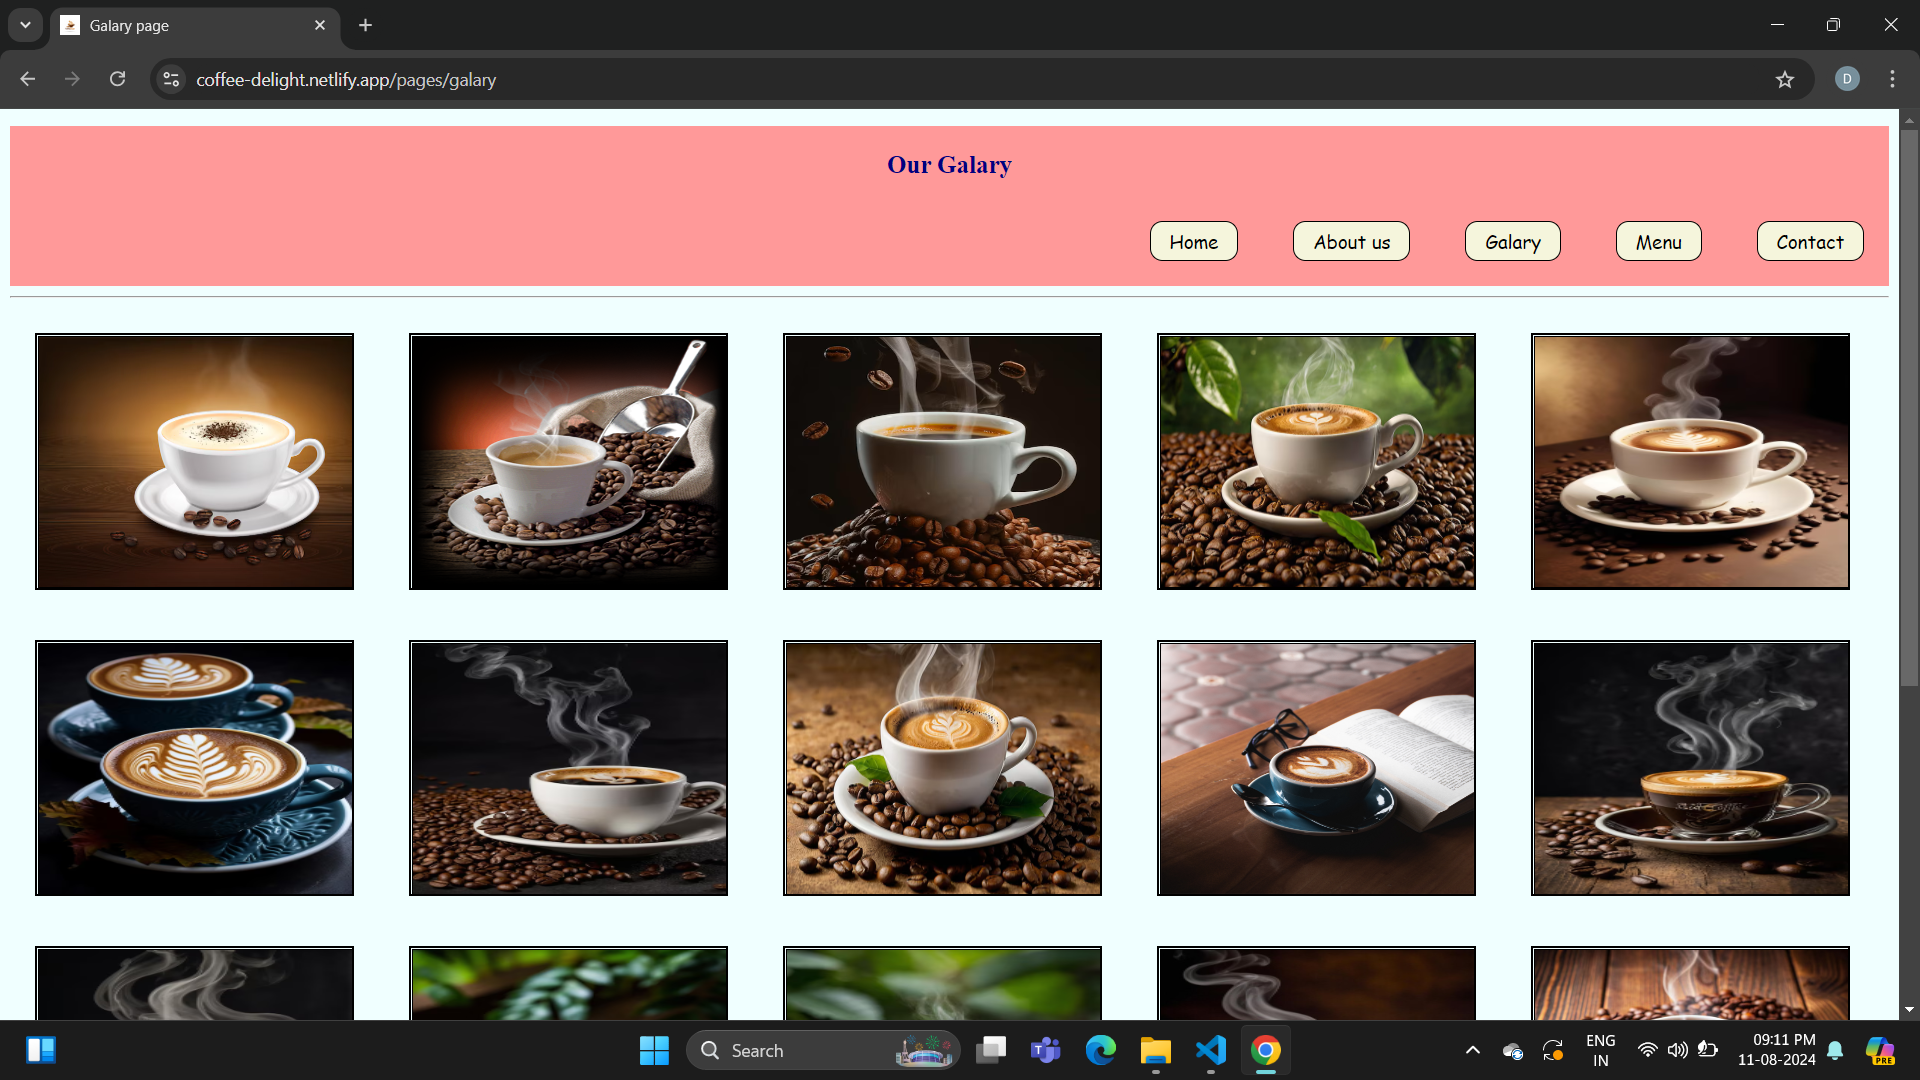 Galary page
coffee-delight.netlify.app/pages/galary
D
Our Galary
Home
About us
Galary
Menu
Contact
Search
ENG
IN
09:11 PM
11-08-2024
PRE